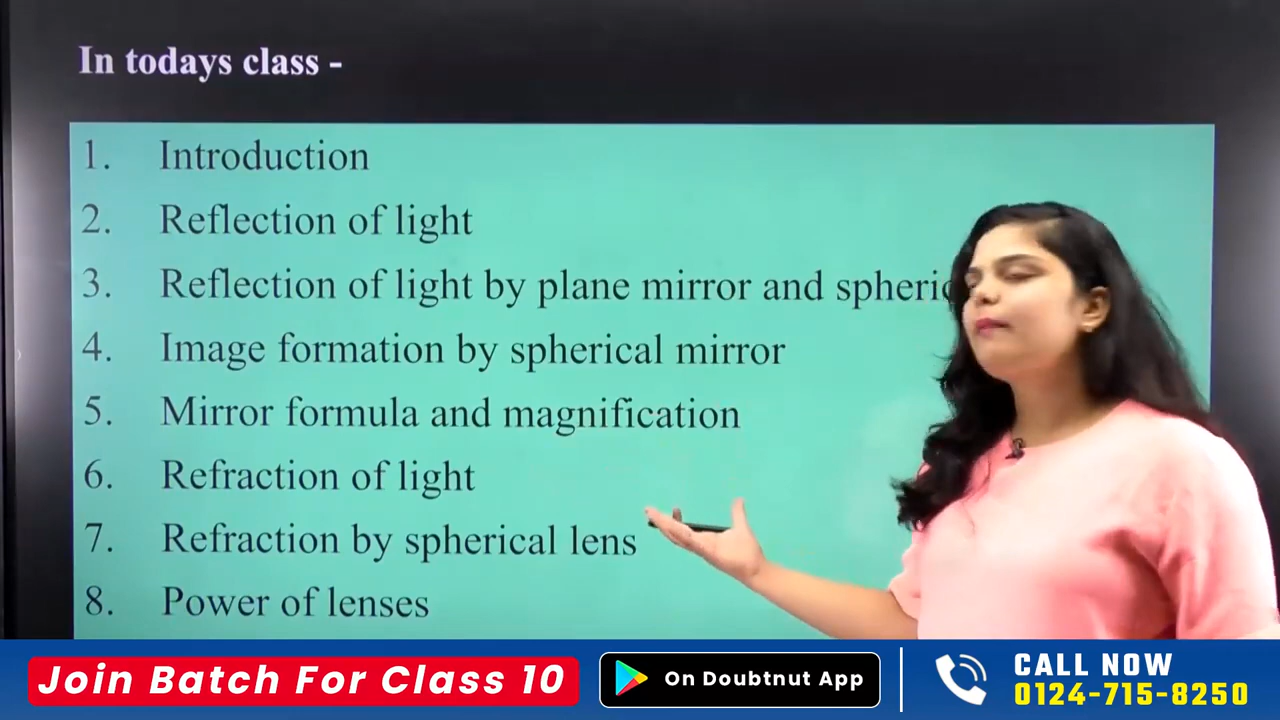 In todays class -
1. Introduction
2. Reflection of light
3. Reflection of light by plane mirror and
4. Image formation by spherical mirror
5. Mirror formula and magnification
6. Refraction of light
7. Refraction by spherical lens
8. Power of lenses
Join Batch For Class 10
On Doubtnut App
CALL NOW
0124-715-8250